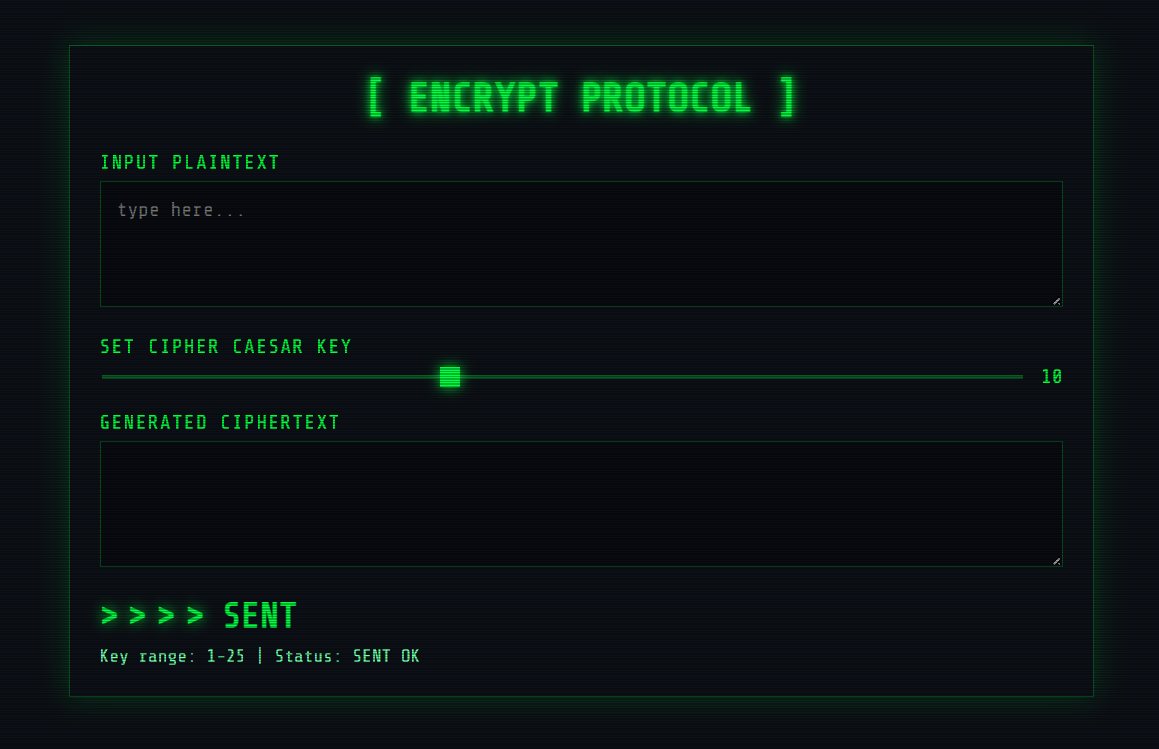 [ ENCRYPT PROTOCOL ]
INPUT PLAINTEXT
type here...
SET CIPHER CAESAR KEY
10
GENERATED CIPHERTEXT
>>>> SENT
Key range: 1-25 | Status: SENT OK